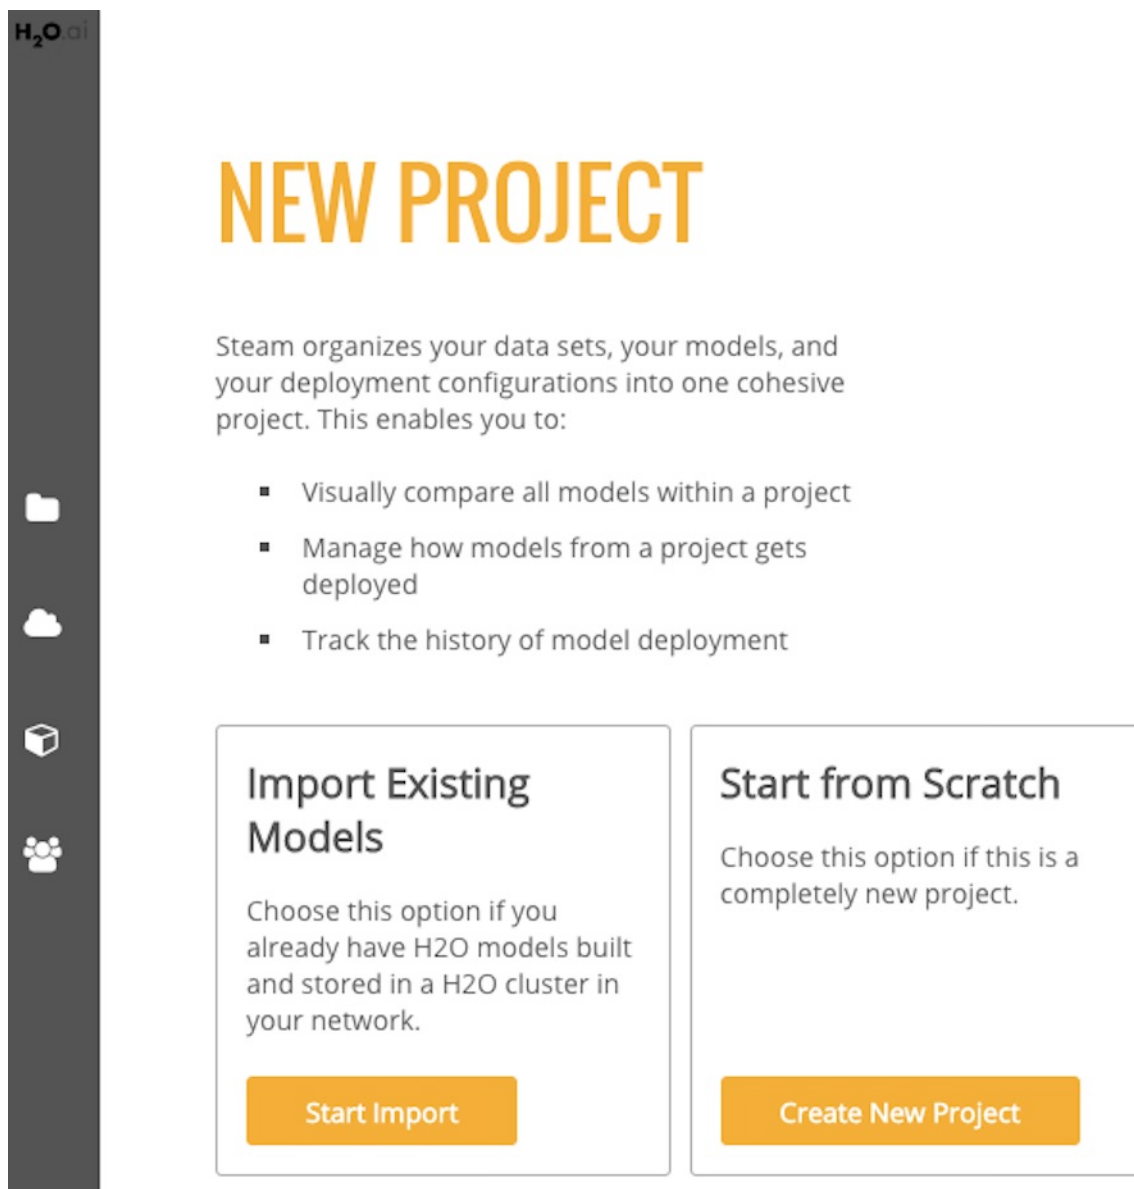 H2O.ai
NEW PROJECT
Steam organizes your data sets, your models, and
your deployment configurations into one cohesive
project. This enables you to:
▪ Visually compare all models within a project
▪ Manage how models from a project gets
deployed
▪ Track the history of model deployment
Import Existing
Models
Choose this option if you
already have H2O models built
and stored in a H2O cluster in
your network.
Start Import
Start from Scratch
Choose this option if this is a
completely new project.
Create New Project